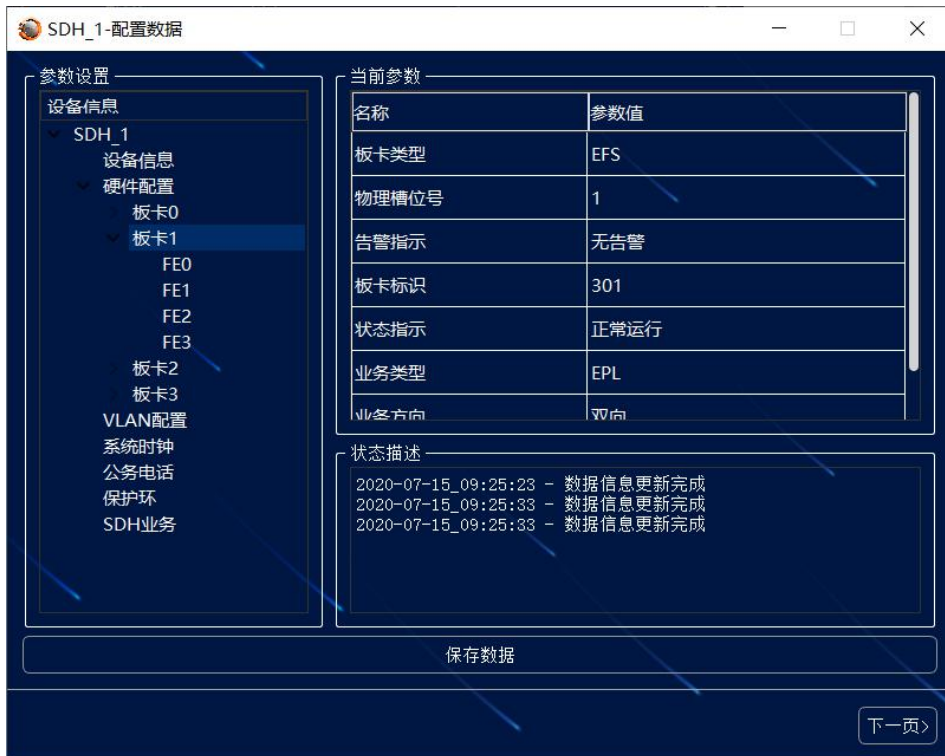 SDH_1-配置数据
参数设置
设备信息
SDH_1
设备信息
硬件配置
板卡0
板卡1
FE0
FE1
FE2
FE3
板卡2
板卡3
VLAN配置
系统时钟
公务电话
保护环
SDH业务
当前参数
名称 参数值
板卡类型 EFS
物理槽位号 1
告警指示 无告警
板卡标识 301
状态指示 正常运行
业务类型 EPL
业务方向 双向
状态描述
2020-07-15_09:25:23 - 数据信息更新完成
2020-07-15_09:25:33 - 数据信息更新完成
2020-07-15_09:25:33 - 数据信息更新完成
保存数据
下一页>